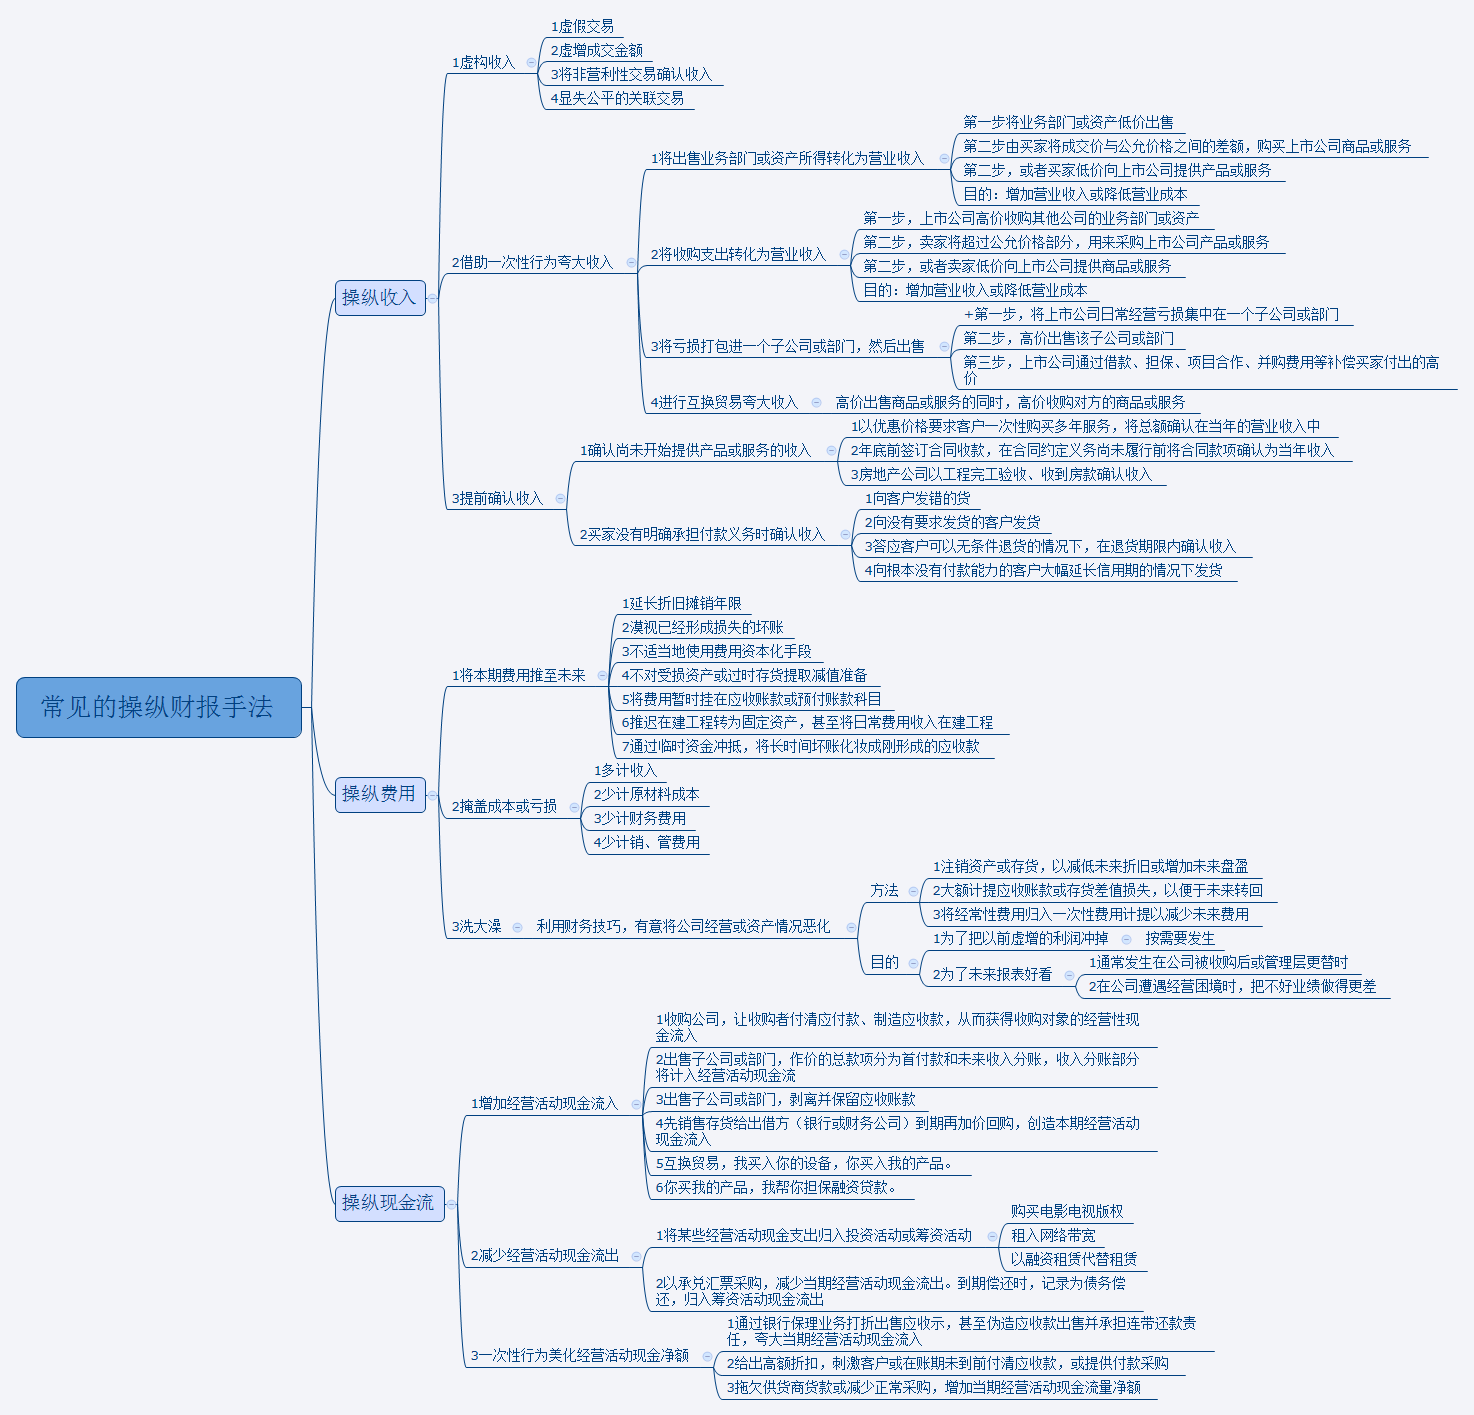 常见的操纵财报手法
操纵收入
1虚构收入
1虚假交易
2虚增成交金额
3将非营利性交易确认收入
4显失公平的关联交易
2借助一次性行为夸大收入
1将出售业务部门或资产所得转化为营业收入
第一步将业务部门或资产低价出售
第二步由买家将成交价与公允价格之间的差额，购买上市公司商品或服务
第二步，或者买家低价向上市公司提供产品或服务
目的：增加营业收入或降低营业成本
2将收购支出转化为营业收入
第一步，上市公司高价收购其他公司的业务部门或资产
第二步，卖家将超过公允价格部分，用来采购上市公司产品或服务
第二步，或者卖家低价向上市公司提供商品或服务
目的：增加营业收入或降低营业成本
3将亏损打包进一个子公司或部门，然后出售
+第一步，将上市公司日常经营亏损集中在一个子公司或部门
第二步，高价出售该子公司或部门
第三步，上市公司通过借款、担保、项目合作、并购费用等补偿买家付出的高
价
4进行互换贸易夸大收入
高价出售商品或服务的同时，高价收购对方的商品或服务
3提前确认收入
1确认尚未开始提供产品或服务的收入
1以优惠价格要求客户一次性购买多年服务，将总额确认在当年的营业收入中
2年底前签订合同收款，在合同约定义务尚未履行前将合同款项确认为当年收入
3房地产公司以工程完工验收、收到房款确认收入
2买家没有明确承担付款义务时确认收入
1向客户发错的货
2向没有要求发货的客户发货
3答应客户可以无条件退货的情况下，在退货期限内确认收入
4向根本没有付款能力的客户大幅延长信用期的情况下发货
操纵费用
1将本期费用推至未来
1延长折旧摊销年限
2漠视已经形成损失的坏账
3不适当地使用费用资本化手段
4不对受损资产或过时存货提取减值准备
5将费用暂时挂在应收账款或预付账款科目
6推迟在建工程转为固定资产，甚至将日常费用收入在建工程
7通过临时资金冲抵，将长时间坏账化妆成刚形成的应收款
2掩盖成本或亏损
1多计收入
2少计原材料成本
3少计财务费用
4少计销、管费用
3洗大澡
利用财务技巧，有意将公司经营或资产情况恶化
方法
1注销资产或存货，以减低未来折旧或增加未来盘盈
2大额计提应收账款或存货差值损失，以便于未来转回
3将经常性费用归入一次性费用计提以减少未来费用
目的
1为了把以前虚增的利润冲掉
按需要发生
2为了未来报表好看
1通常发生在公司被收购后或管理层更替时
2在公司遭遇经营困境时，把不好业绩做得更差
操纵现金流
1增加经营活动现金流入
1收购公司，让收购者付清应付款、制造应收款，从而获得收购对象的经营性现
金流入
2出售子公司或部门，作价的总款项分为首付款和未来收入分账，收入分账部分
将计入经营活动现金流
3出售子公司或部门，剥离并保留应收账款
4先销售存货给出借方（银行或财务公司）到期再加价回购，创造本期经营活动
现金流入
5互换贸易，我买入你的设备，你买入我的产品。
6你买我的产品，我帮你担保融资贷款。
2减少经营活动现金流出
1将某些经营活动现金支出归入投资活动或筹资活动
购买电影电视版权
租入网络带宽
以融资租赁代替租赁
2以承兑汇票采购，减少当期经营活动现金流出。到期偿还时，记录为债务偿
还，归入筹资活动现金流出
3一次性行为美化经营活动现金净额
1通过银行保理业务打折出售应收示，甚至伪造应收款出售并承担连带还款责
任，夸大当期经营活动现金流入
2给出高额折扣，刺激客户或在账期未到前付清应收款，或提供付款采购
3拖欠供货商货款或减少正常采购，增加当期经营活动现金流量净额